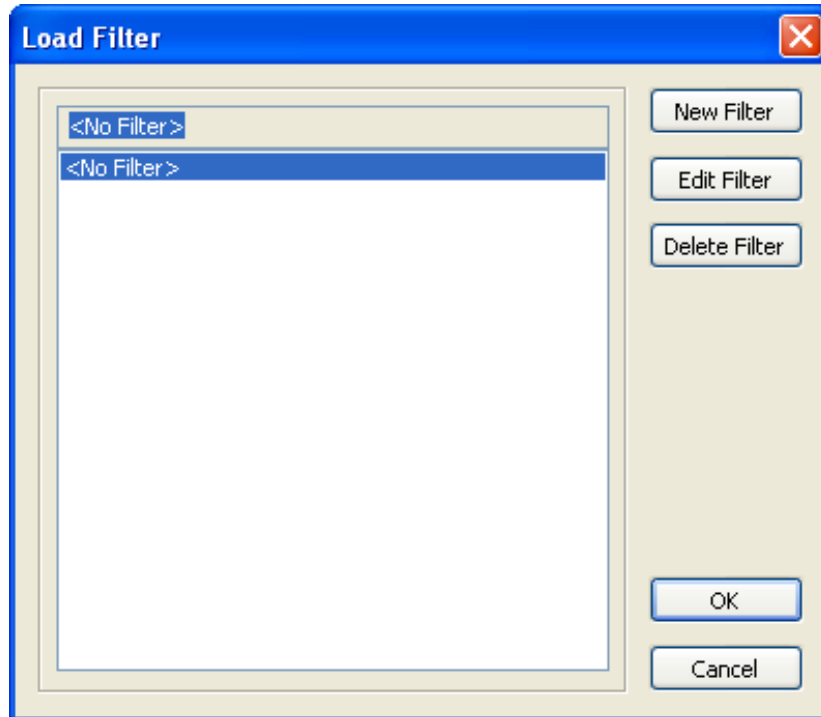 Load Filter
<No Filter>
<No Filter>
New Filter
Edit Filter
Delete Filter
OK
Cancel